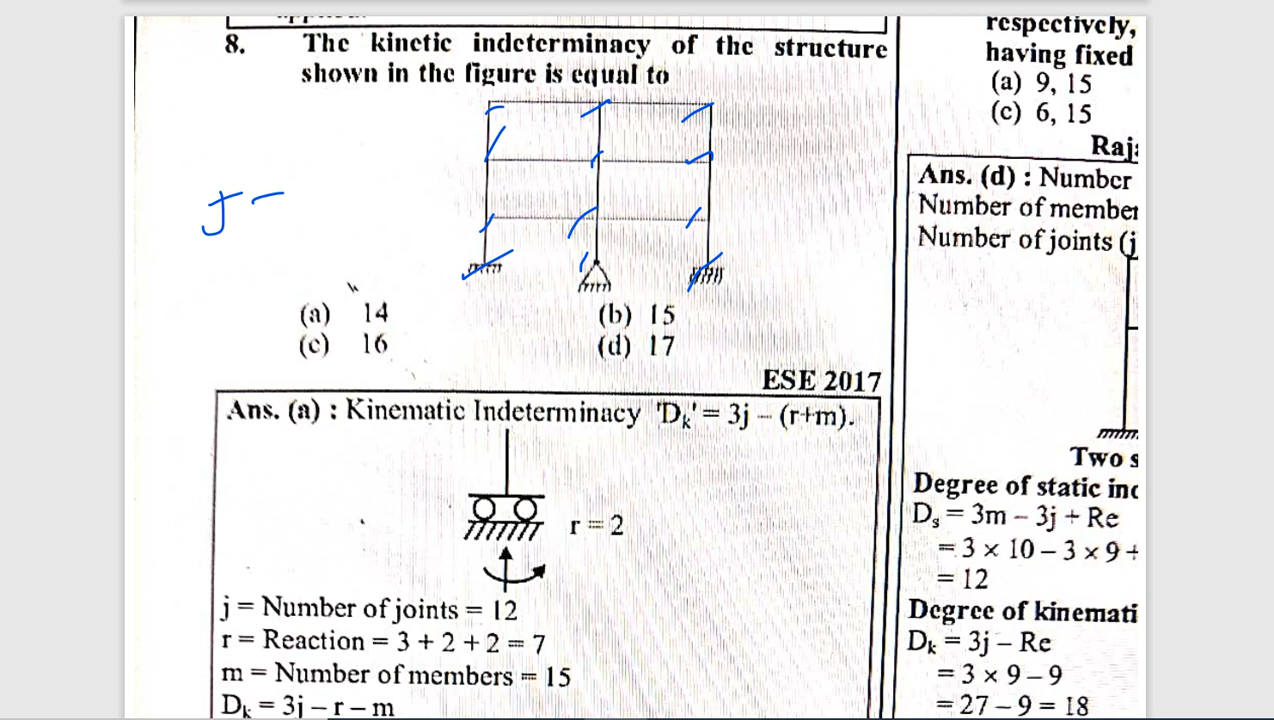 8. The kinetic indeterminacy of the structure
shown in the figure is equal to
J -
(a) 14
(b) 15
(c) 16
(d) 17
ESE 2017
Ans. (a) : Kinematic Indeterminacy 'Dk' = 3j – (r+m).
r = 2
j = Number of joints = 12
r = Reaction = 3 + 2 + 2 = 7
m = Number of members = 15
Dk = 3j – r – m
respectively,
having fixed
(a) 9, 15
(c) 6, 15
Raj
Ans. (d) : Number
Number of member
Number of joints (j
Two s
Degree of static inc
Ds = 3m – 3j + Re
= 3 × 10 – 3 × 9 +
= 12
Degree of kinemati
Dk = 3j – Re
= 3 × 9 – 9
= 27 – 9 = 18